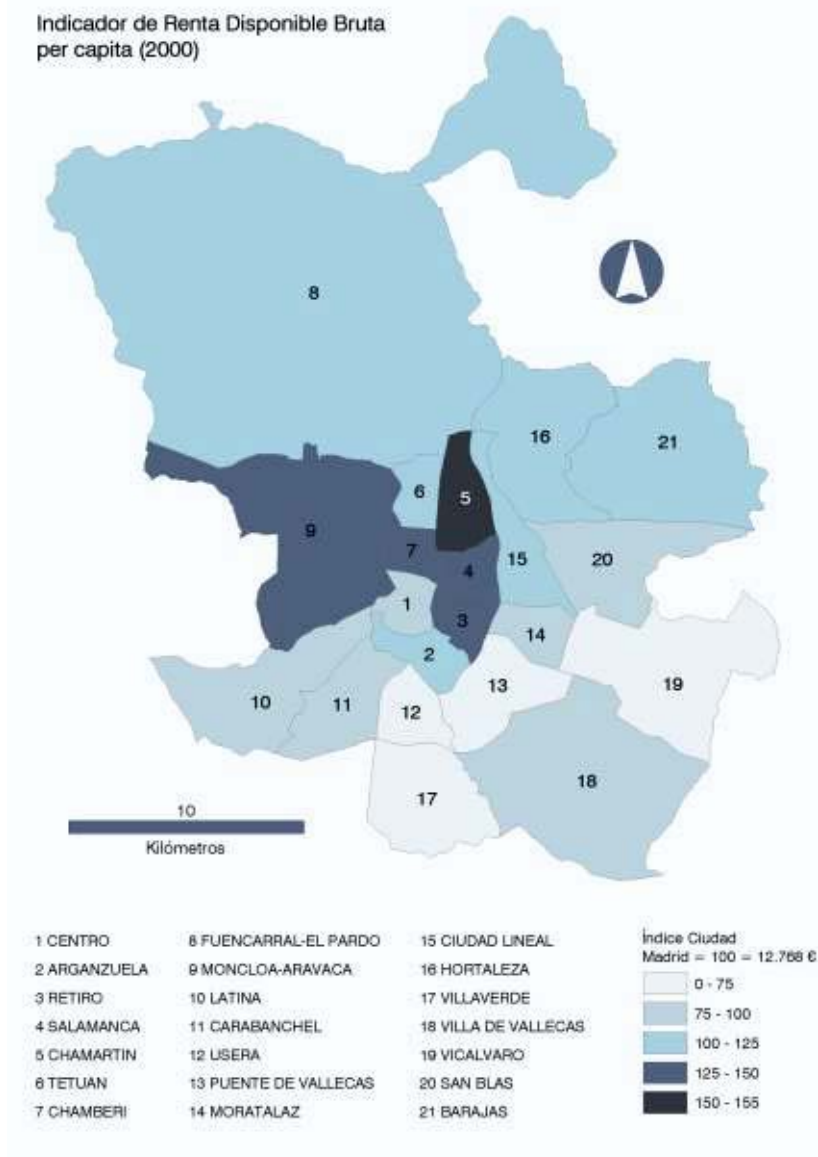 Indicador de Renta Disponible Bruta
per capita (2000)
8
16
21
6
5
9
7
4
15
20
1
3
14
2
13
19
10
11
12
18
17
10
Kilómetros
1 CENTRO
2 ARGANZUELA
3 RETIRO
4 SALAMANCA
5 CHAMARTIN
6 TETUAN
7 CHAMBERI
8 FUENCARRAL-EL PARDO
9 MONCLOA-ARAVACA
10 LATINA
11 CARABANCHEL
12 USERA
13 PUENTE DE VALLECAS
14 MORATALAZ
15 CIUDAD LINEAL
16 HORTALEZA
17 VILLAVERDE
18 VILLA DE VALLECAS
19 VICALVARO
20 SAN BLAS
21 BARAJAS
Índice Ciudad
Madrid = 100 = 12.768 €
0 - 75
75 - 100
100 - 125
125 - 150
150 - 155